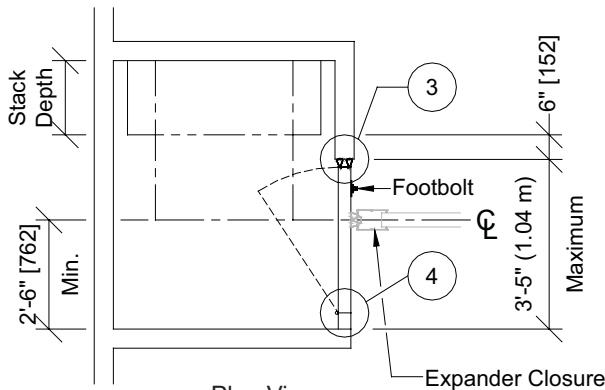 Stack
Depth
3
6" [152]
Footbolt
℄
2'-6" [762]
Min.
3'-5" (1.04 m)
Maximum
4
Expander Closure